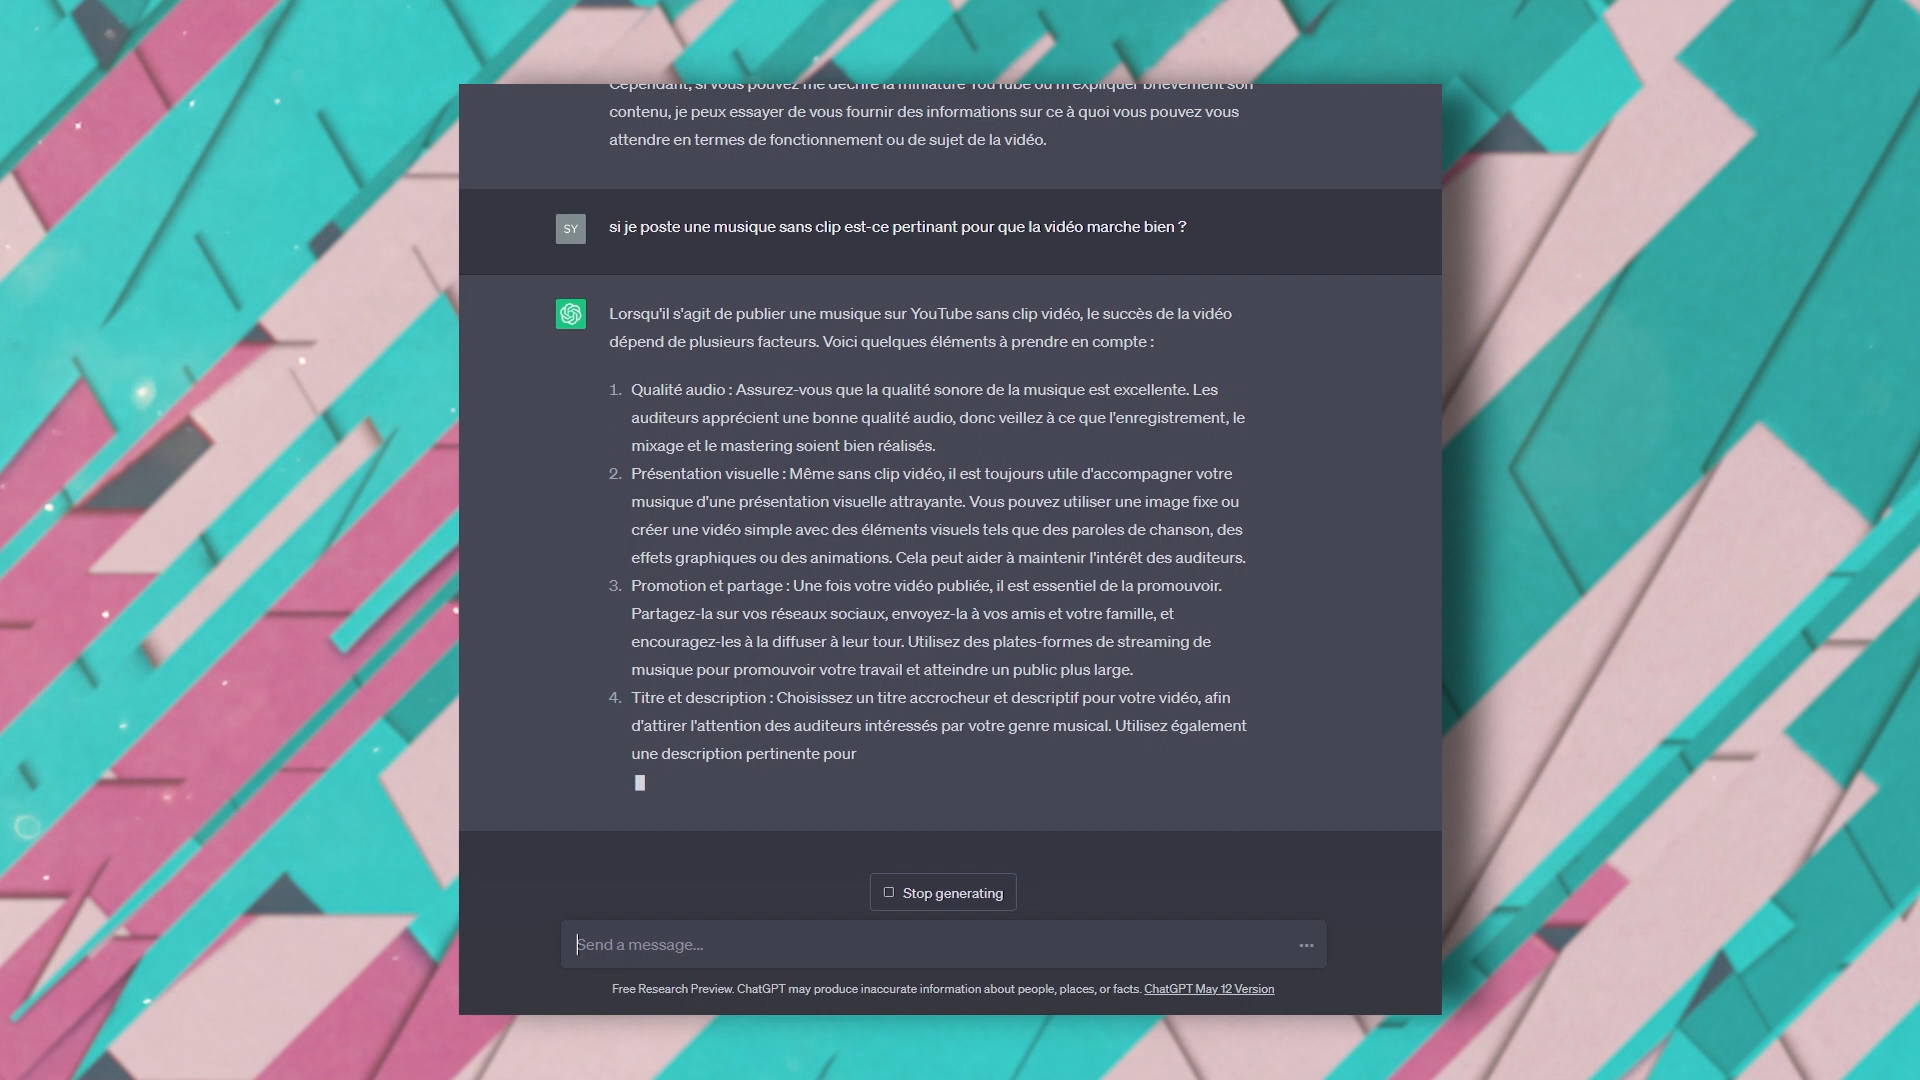 Cependant, si vous pouvez me décrire la miniature YouTube ou m'expliquer brièvement son
contenu, je peux essayer de vous fournir des informations sur ce à quoi vous pouvez vous
attendre en termes de fonctionnement ou de sujet de la vidéo.
SY
si je poste une musique sans clip est-ce pertinant pour que la vidéo marche bien ?
Lorsqu'il s'agit de publier une musique sur YouTube sans clip vidéo, le succès de la vidéo
dépend de plusieurs facteurs. Voici quelques éléments à prendre en compte :
1. Qualité audio : Assurez-vous que la qualité sonore de la musique est excellente. Les
auditeurs apprécient une bonne qualité audio, donc veillez à ce que l'enregistrement, le
mixage et le mastering soient bien réalisés.
2. Présentation visuelle : Même sans clip vidéo, il est toujours utile d'accompagner votre
musique d'une présentation visuelle attrayante. Vous pouvez utiliser une image fixe ou
créer une vidéo simple avec des éléments visuels tels que des paroles de chanson, des
effets graphiques ou des animations. Cela peut aider à maintenir l'intérêt des auditeurs.
3. Promotion et partage : Une fois votre vidéo publiée, il est essentiel de la promouvoir.
Partagez-la sur vos réseaux sociaux, envoyez-la à vos amis et votre famille, et
encouragez-les à la diffuser à leur tour. Utilisez des plates-formes de streaming de
musique pour promouvoir votre travail et atteindre un public plus large.
4. Titre et description : Choisissez un titre accrocheur et descriptif pour votre vidéo, afin
d'attirer l'attention des auditeurs intéressés par votre genre musical. Utilisez également
une description pertinente pour
Stop generating
Send a message...
Free Research Preview. ChatGPT may produce inaccurate information about people, places, or facts. ChatGPT May 12 Version